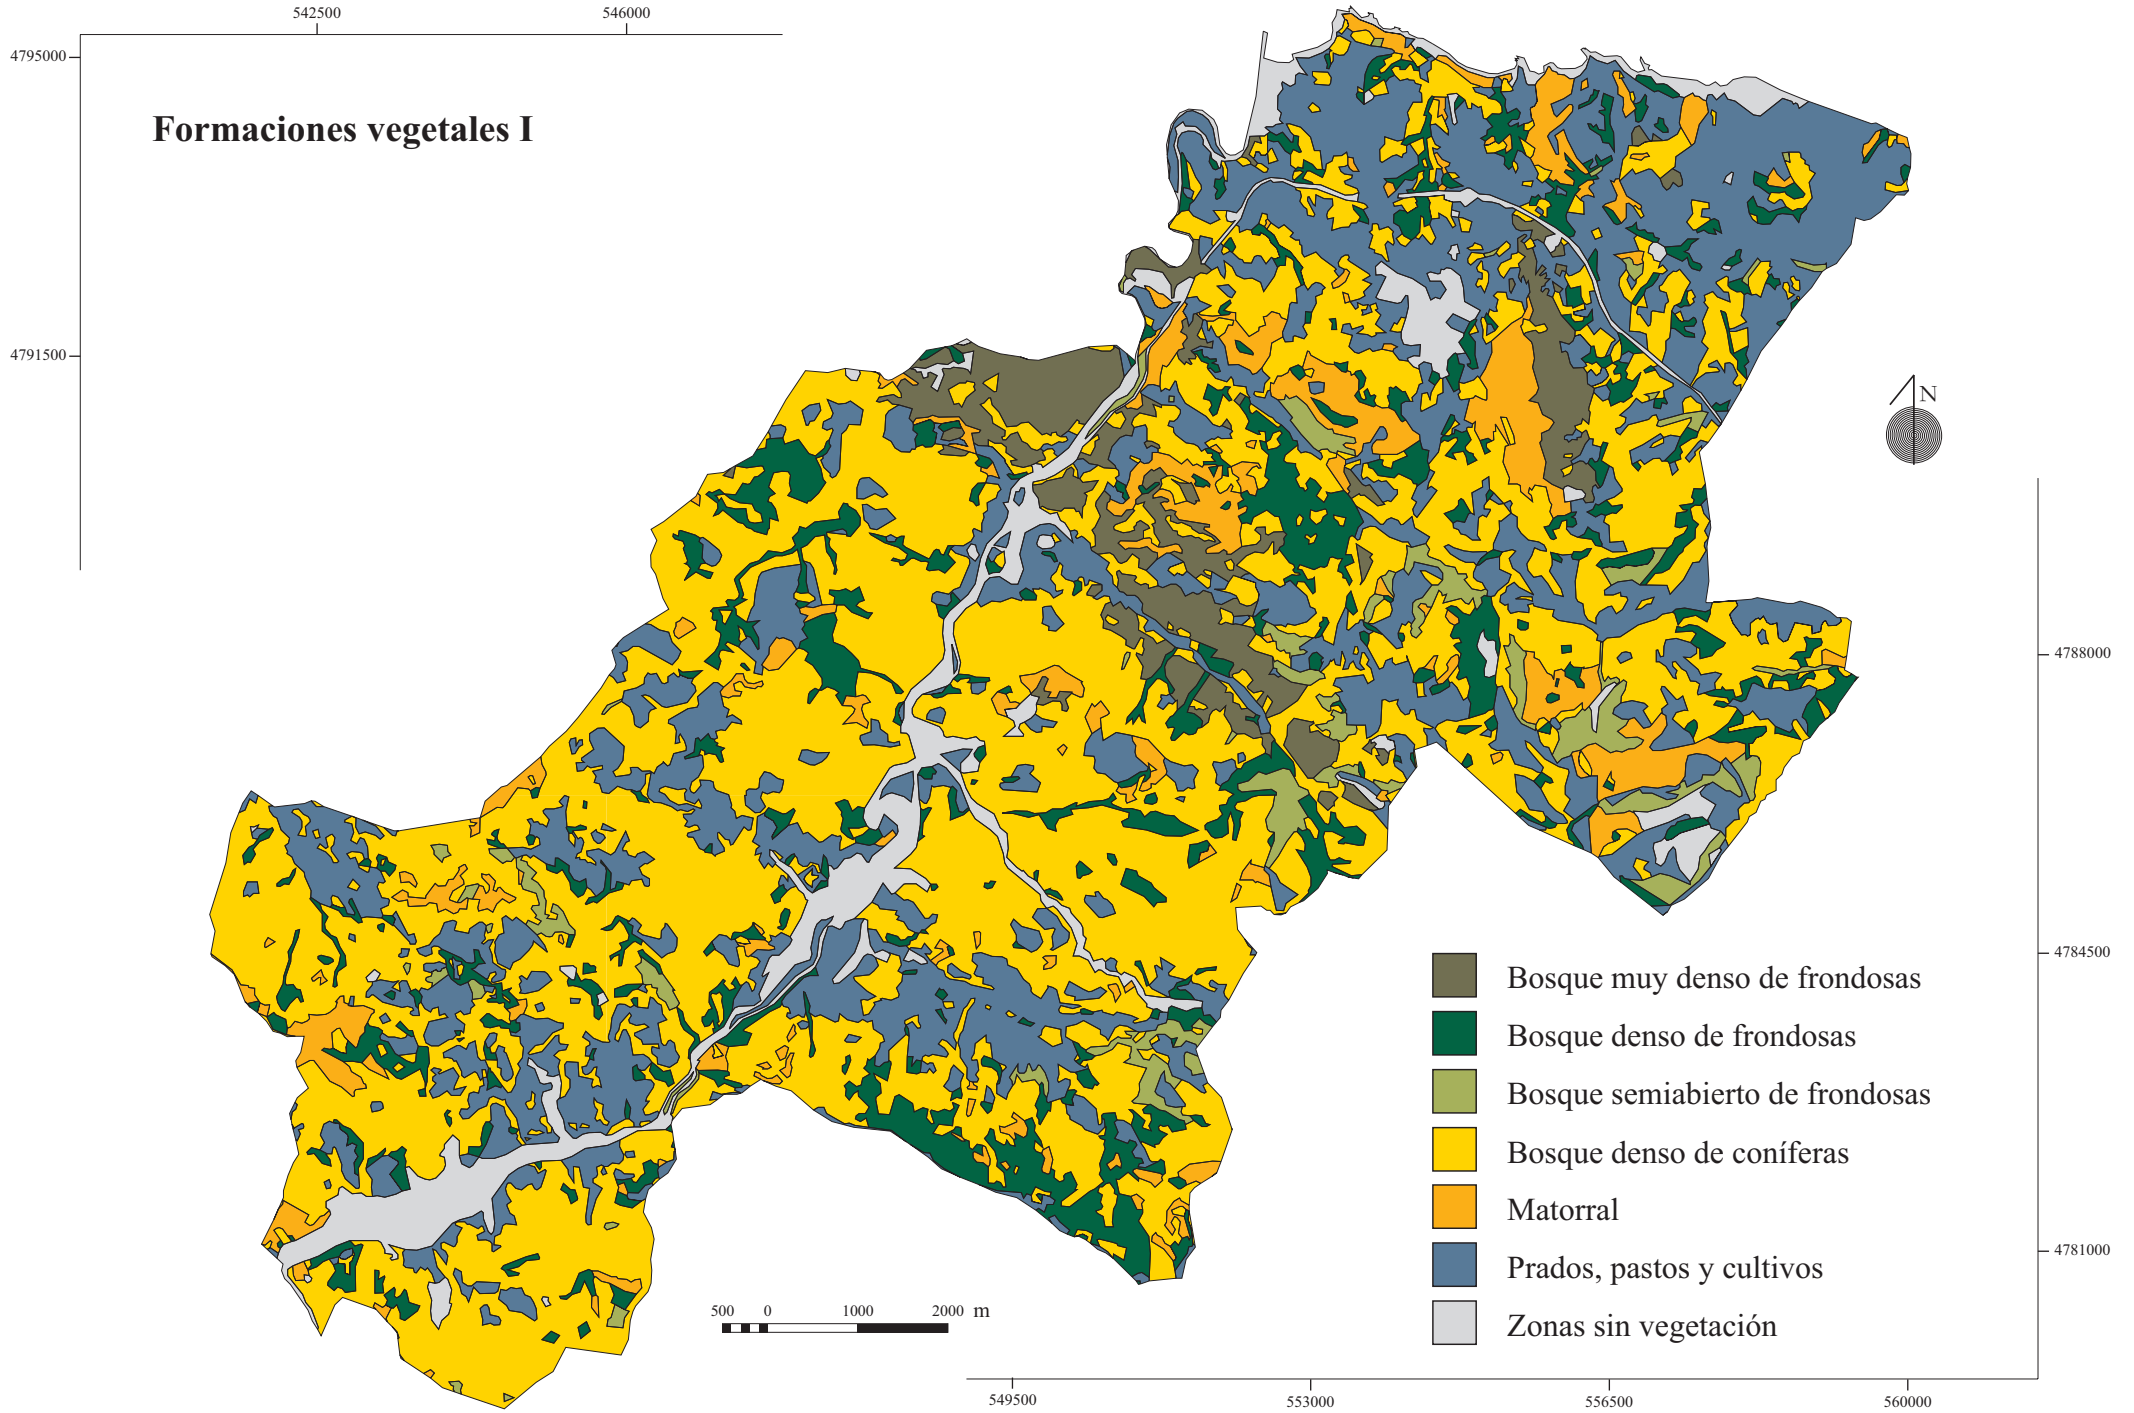 542500 546000
4795000
Formaciones vegetales I
4791500
N
4788000
4784500
Bosque muy denso de frondosas
Bosque denso de frondosas
Bosque semiabierto de frondosas
Bosque denso de coníferas
Matorral
4781000
Prados, pastos y cultivos
500 0 1000 2000 m
Zonas sin vegetación
549500 553000 556500 560000